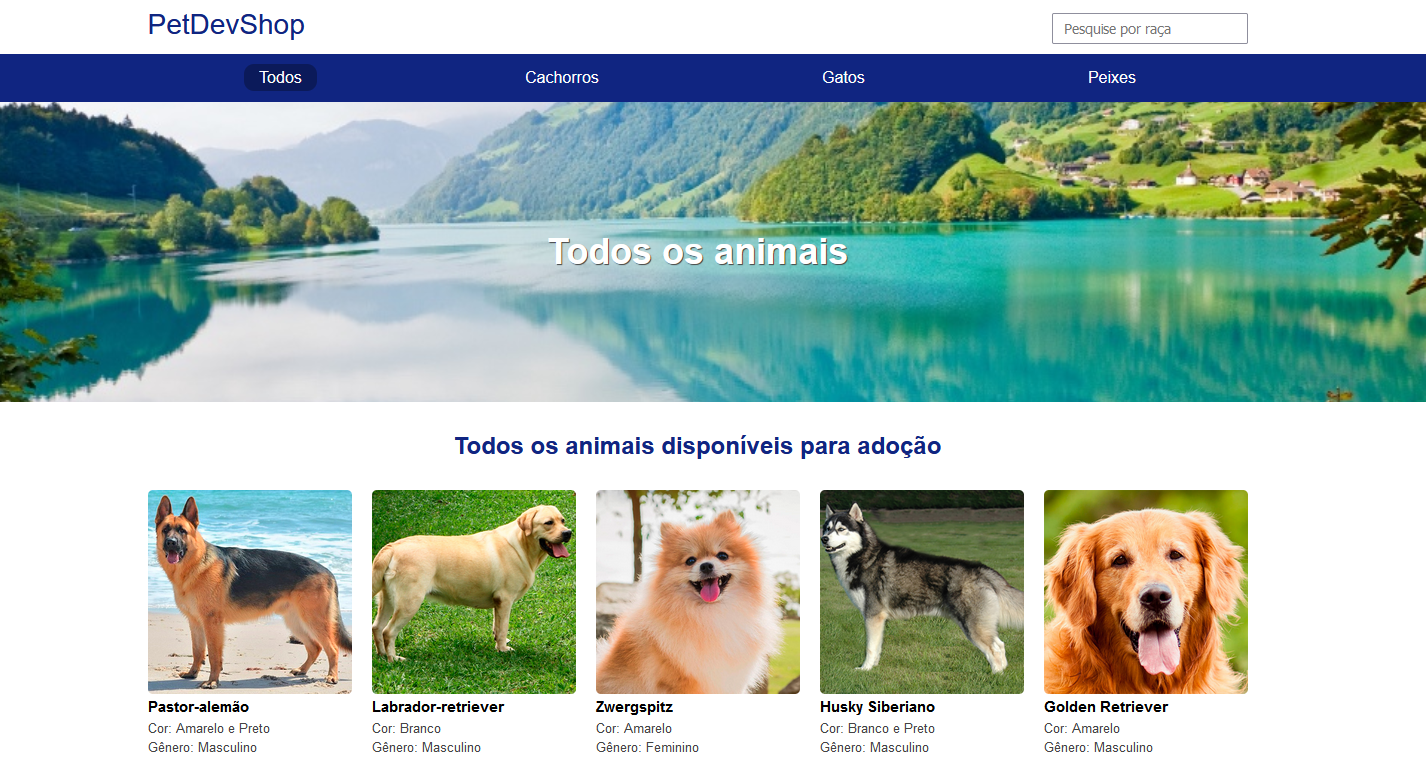 PetDevShop
Pesquise por raça
Todos
Cachorros
Gatos
Peixes
Todos os animais
Todos os animais disponíveis para adoção
Pastor-alemão
Cor: Amarelo e Preto
Gênero: Masculino
Labrador-retriever
Cor: Branco
Gênero: Masculino
Zwergspitz
Cor: Amarelo
Gênero: Feminino
Husky Siberiano
Cor: Branco e Preto
Gênero: Masculino
Golden Retriever
Cor: Amarelo
Gênero: Masculino